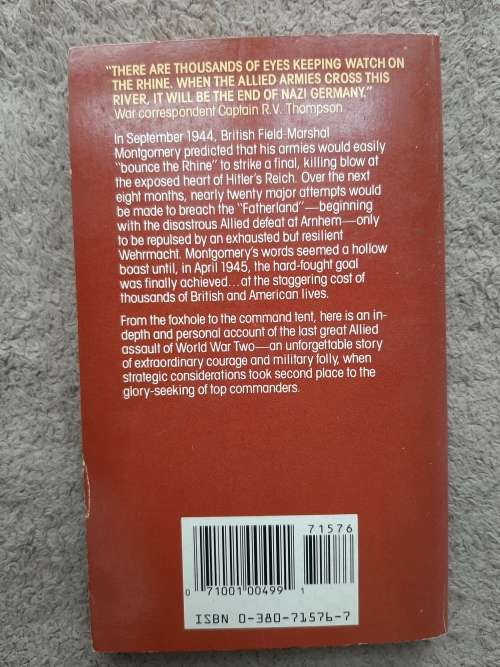 "THERE ARE THOUSANDS OF EYES KEEPING WATCH ON
THE RHINE. WHEN THE ALLIED ARMIES CROSS THIS
RIVER, IT WILL BE THE END OF NAZI GERMANY."
War correspondent Captain R.V. Thompson
In September 1944, British Field-Marshal
Montgomery predicted that his armies would easily
"bounce the Rhine" to strike a final, killing blow at
the exposed heart of Hitler's Reich. Over the next
eight months, nearly twenty major attempts would
be made to breach the "Fatherland"—beginning
with the disastrous Allied defeat at Arnhem—only
to be repulsed by an exhausted but resilient
Wehrmacht. Montgomery's words seemed a hollow
boast until, in April 1945, the hard-fought goal
was finally achieved...at the staggering cost of
thousands of British and American lives.
From the foxhole to the command tent, here is an in-
depth and personal account of the last great Allied
assault of World War Two—an unforgettable story
of extraordinary courage and military folly, when
strategic considerations took second place to the
glory-seeking of top commanders.
71576
0 71001 00499 1
ISBN 0-380-71576-7